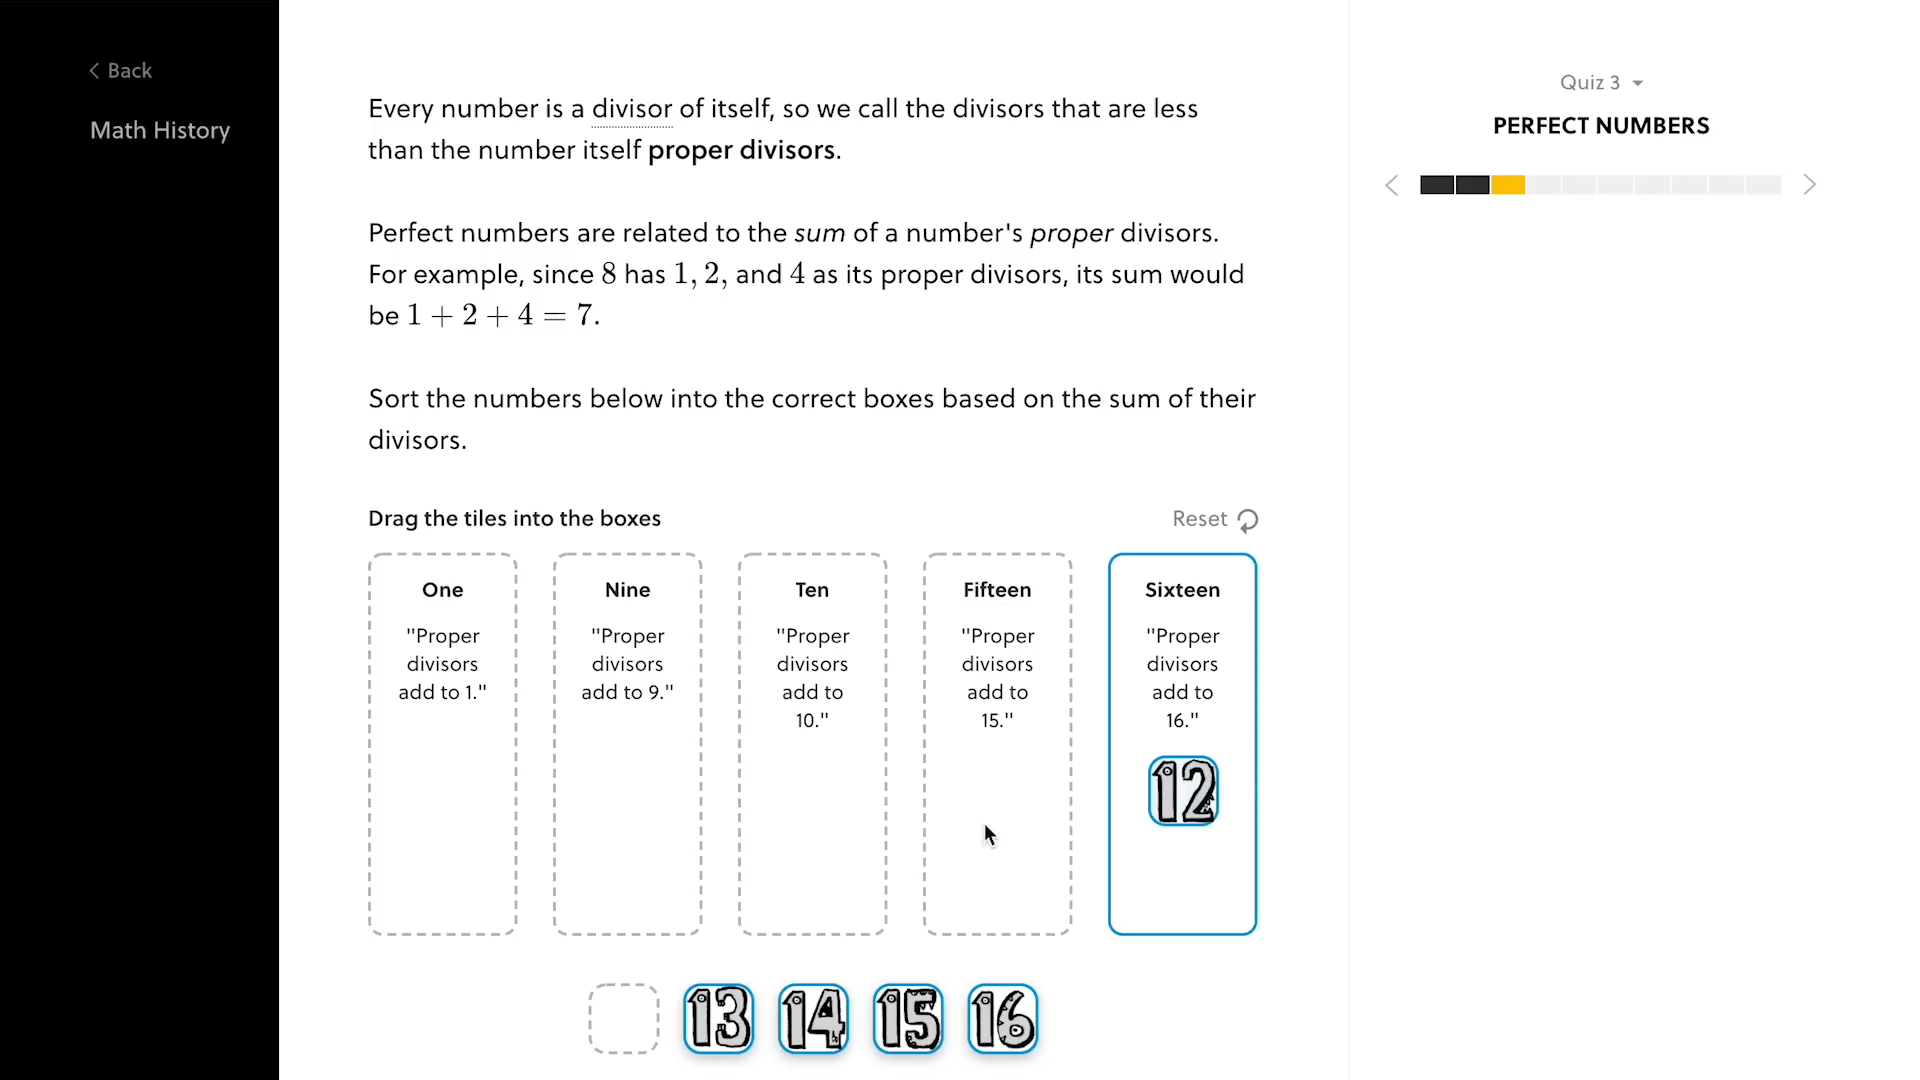 Back
Math History
Every number is a divisor of itself, so we call the divisors that are less
than the number itself proper divisors.
Perfect numbers are related to the sum of a number's proper divisors.
For example, since 8 has 1, 2, and 4 as its proper divisors, its sum would
be 1 + 2 + 4 = 7.
Sort the numbers below into the correct boxes based on the sum of their
divisors.
Drag the tiles into the boxes
Reset
One
"Proper
divisors
add to 1."
Nine
"Proper
divisors
add to 9."
Ten
"Proper
divisors
add to
10."
Fifteen
"Proper
divisors
add to
15."
Sixteen
"Proper
divisors
add to
16."
12
13
14
15
16
Quiz 3
PERFECT NUMBERS